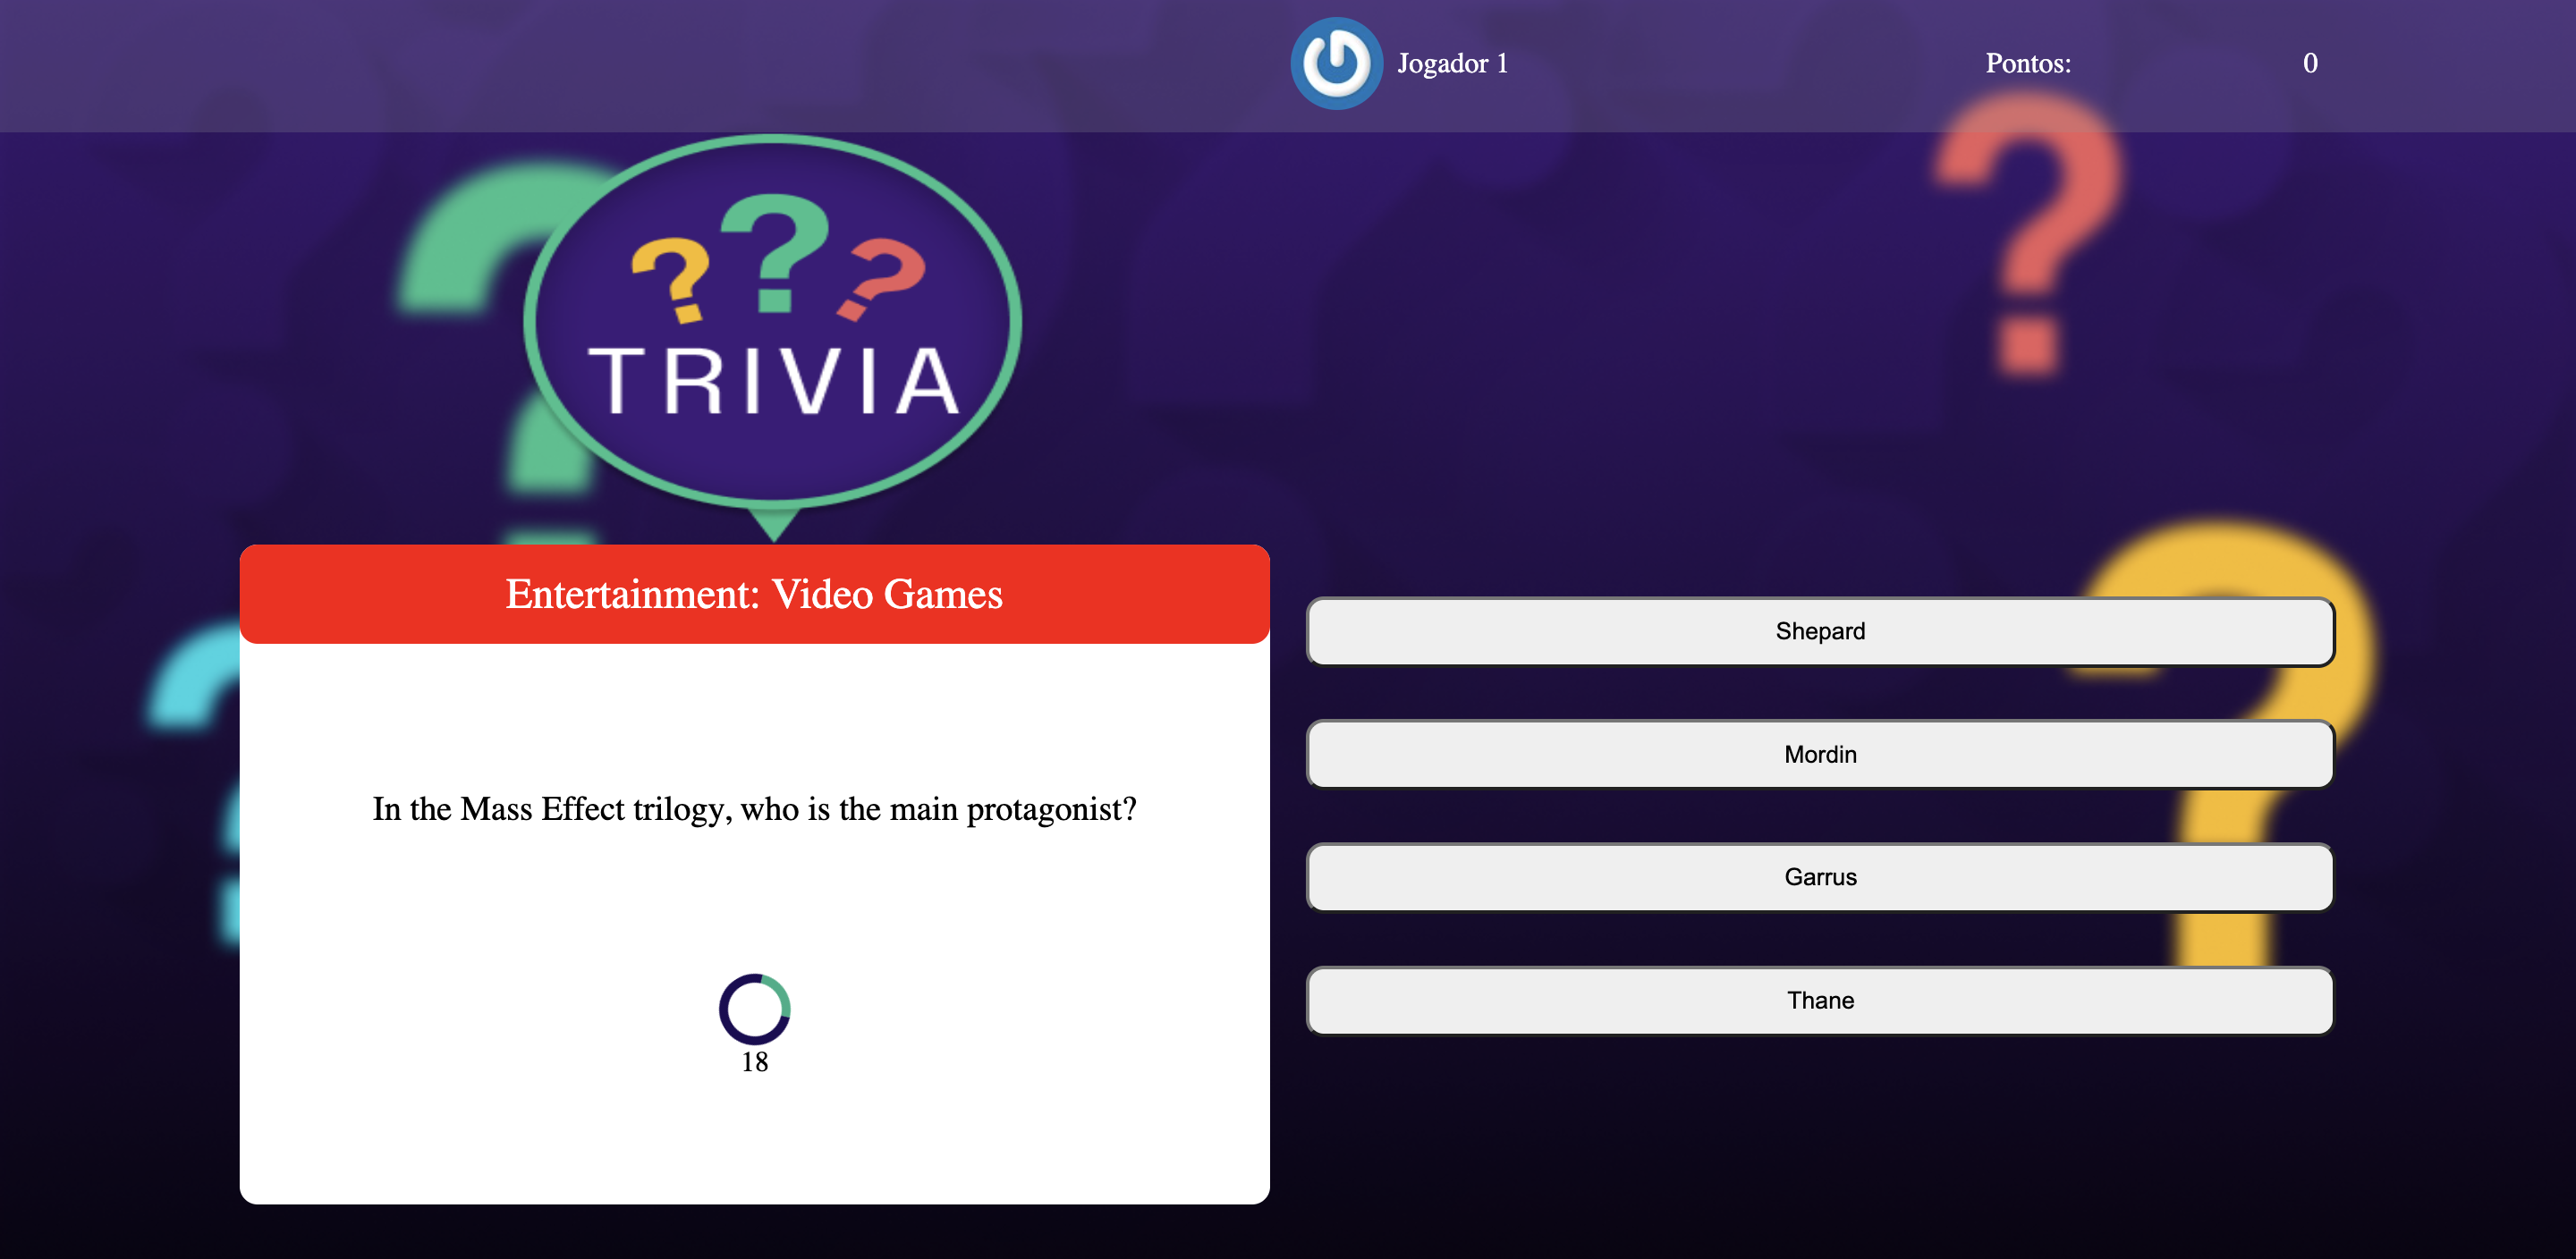 Jogador 1
Pontos: 0
TRIVIA
Entertainment: Video Games
In the Mass Effect trilogy, who is the main protagonist?
18
Shepard
Mordin
Garrus
Thane